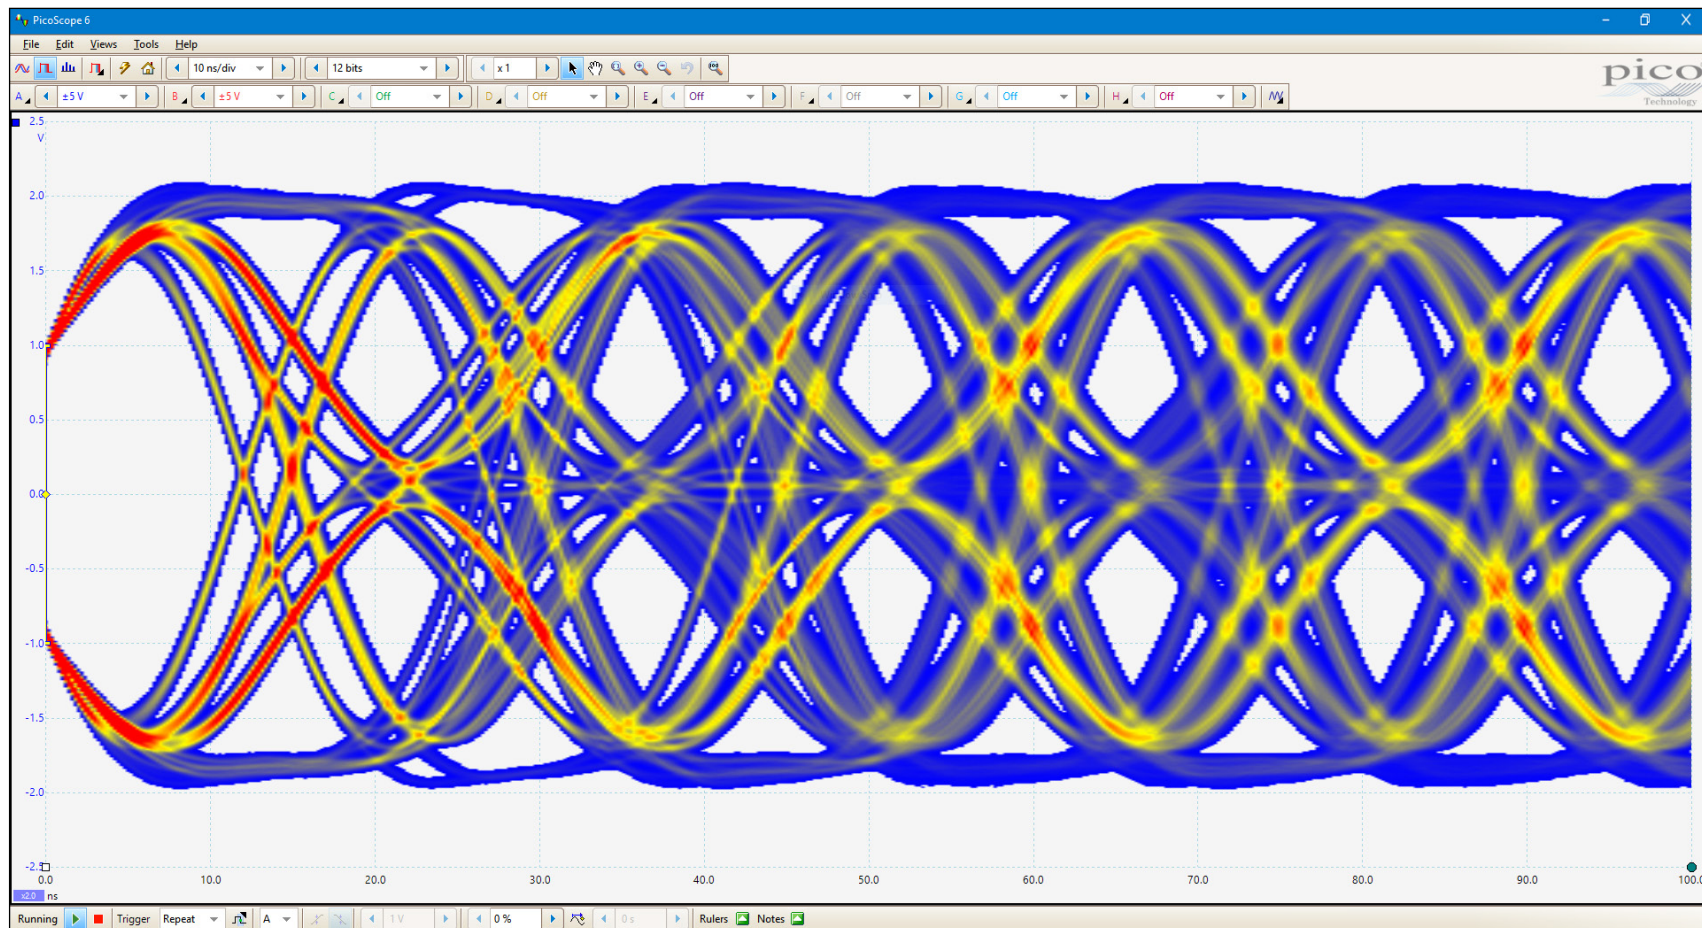 PicoScope 6
File Edit Views Tools Help
10 ns/div 12 bits x 1
pico
Technology
A ±5 V B ±5 V C Off D Off E Off F Off G Off H Off
2.5
V
2.0
1.5
1.0
0.5
0.0
-0.5
-1.0
-1.5
-2.0
-2.5
0.0 10.0 20.0 30.0 40.0 50.0 60.0 70.0 80.0 90.0 100.0
x2.0 ns
Running Trigger Repeat A 1 V 0 % 0 s Rulers Notes